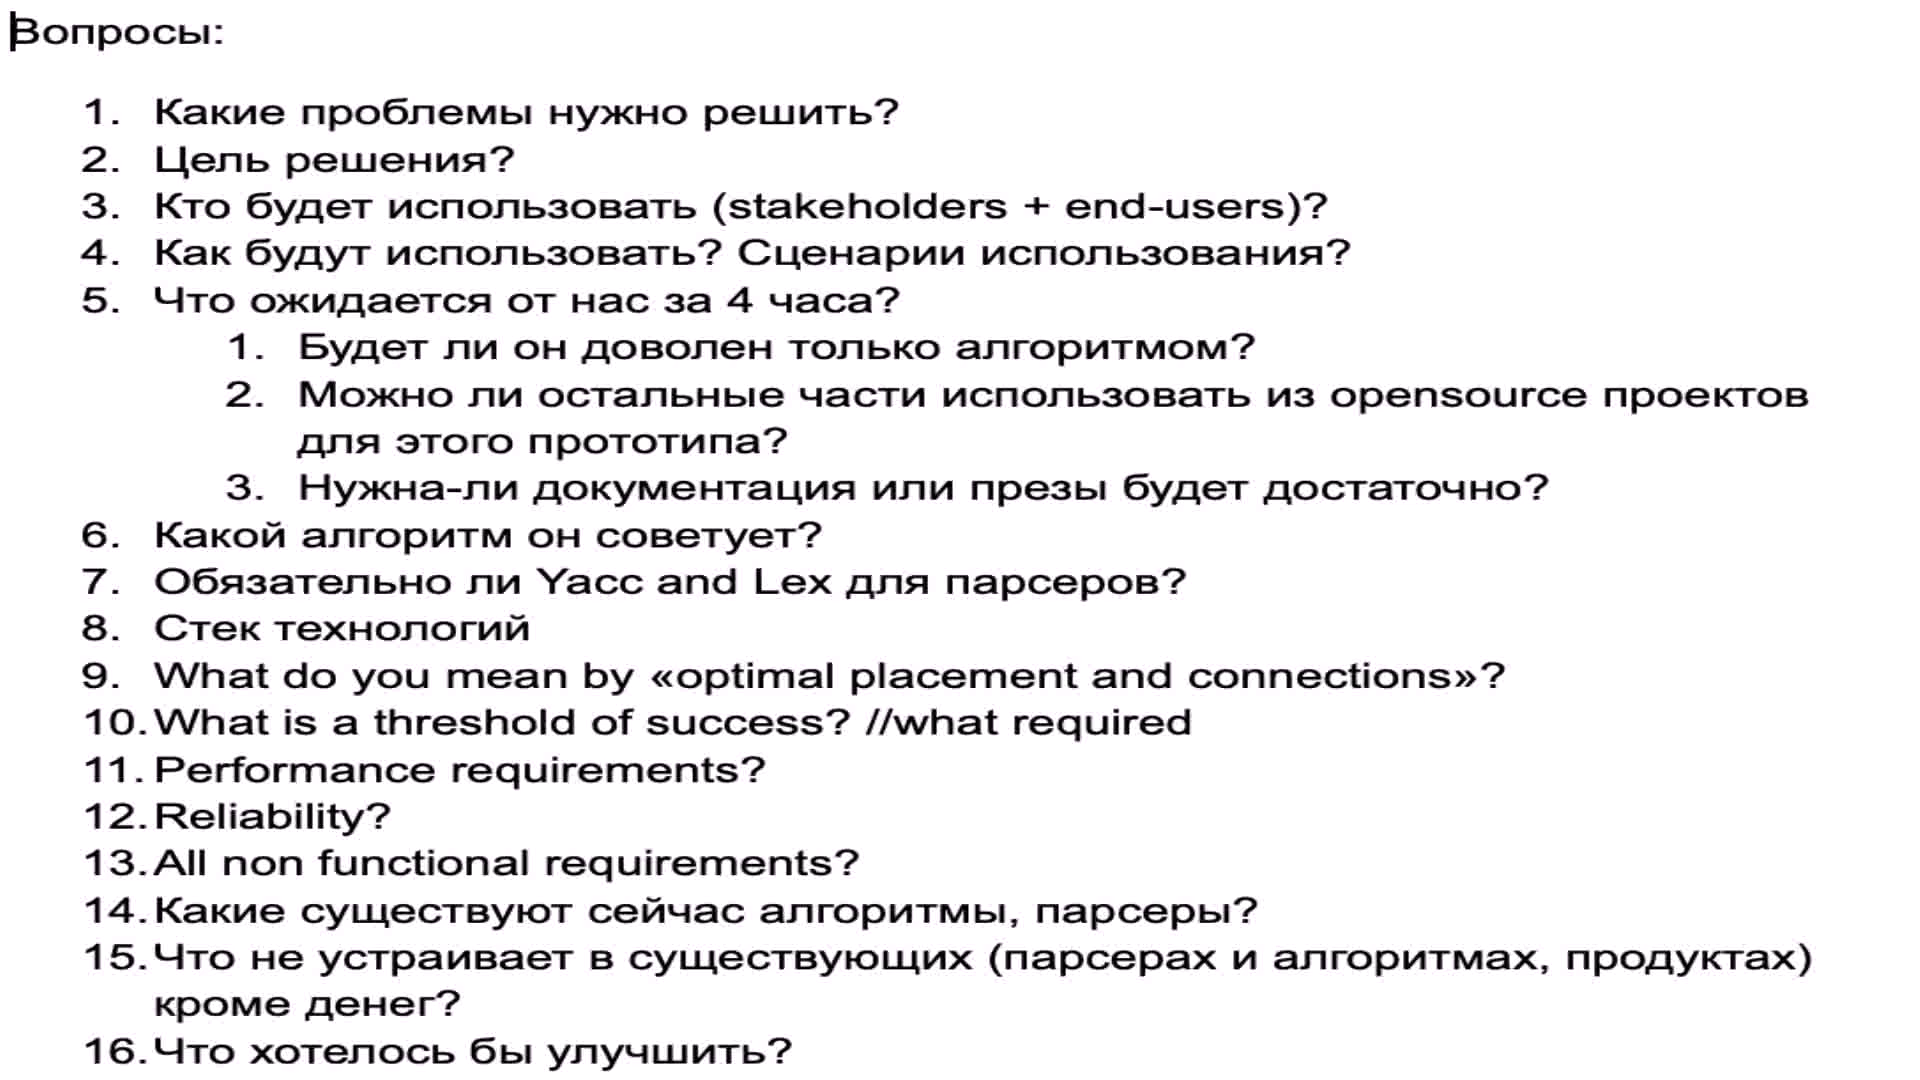 Вопросы:
1. Какие проблемы нужно решить?
2. Цель решения?
3. Кто будет использовать (stakeholders + end-users)?
4. Как будут использовать? Сценарии использования?
5. Что ожидается от нас за 4 часа?
1. Будет ли он доволен только алгоритмом?
2. Можно ли остальные части использовать из opensource проектов
для этого прототипа?
3. Нужна-ли документация или презы будет достаточно?
6. Какой алгоритм он советует?
7. Обязательно ли Yacc and Lex для парсеров?
8. Стек технологий
9. What do you mean by «optimal placement and connections»?
10. What is a threshold of success? //what required
11. Performance requirements?
12. Reliability?
13. All non functional requirements?
14. Какие существуют сейчас алгоритмы, парсеры?
15. Что не устраивает в существующих (парсерах и алгоритмах, продуктах)
кроме денег?
16. Что хотелось бы улучшить?